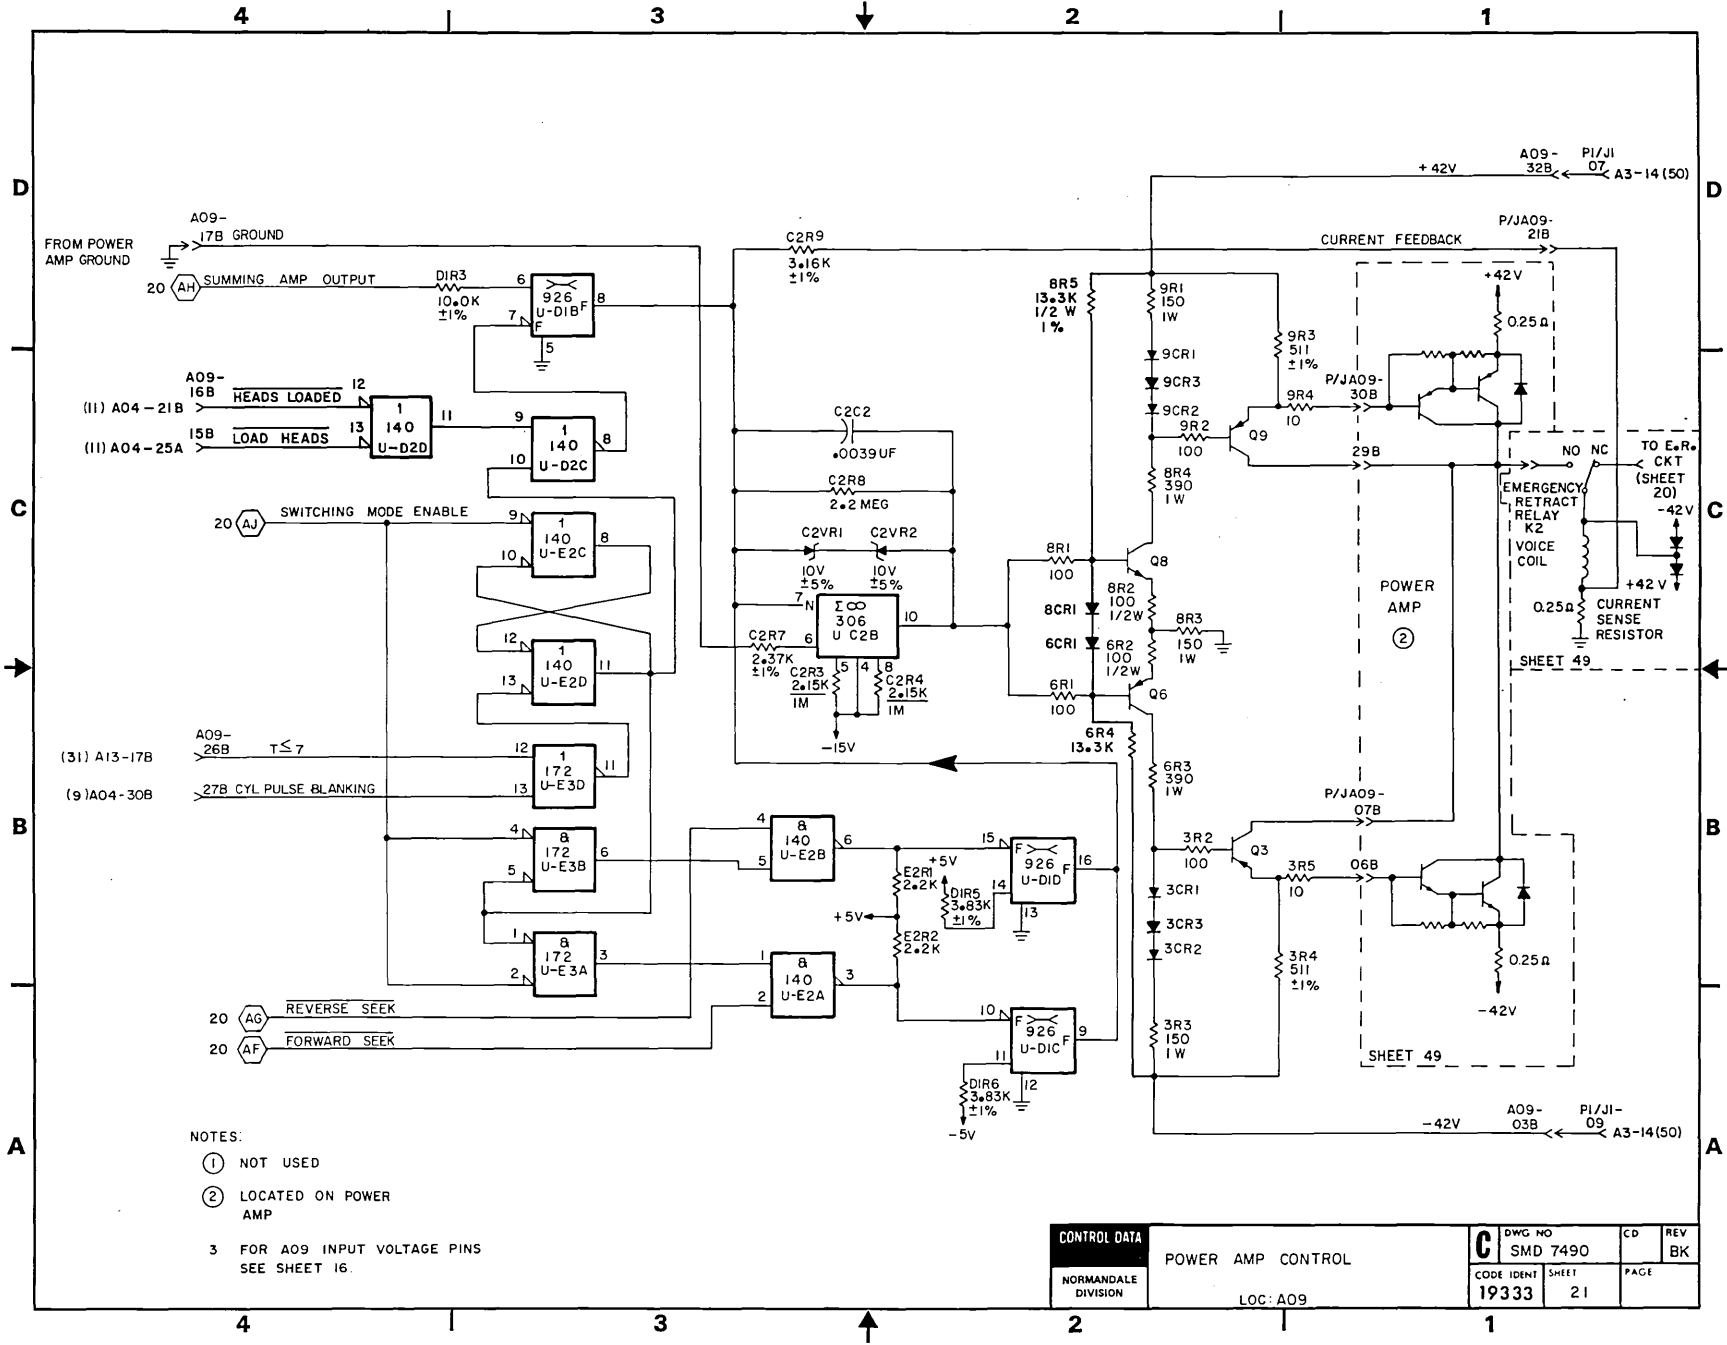 4 3 2 1
D
C
B
A
A09-
17B GROUND
FROM POWER
AMP GROUND
20 AH SUMMING AMP OUTPUT
D1R3
10.0K
±1%
6
7
926
U-D1B
F
F
8
5
A09-
16B HEADS LOADED
(11) A04-21B
15B LOAD HEADS
(11) A04-25A
12
13
1
140
U-D2D
11
9
10
1
140
U-D2C
8
20 AJ SWITCHING MODE ENABLE
9
10
1
140
U-E2C
8
12
13
1
140
U-E2D
11
A09-
(31) A13-17B 26B T≤7
(9) A04-30B 27B CYL PULSE BLANKING
12
13
1
172
U-E3D
11
4
5
&
172
U-E3B
6
1
2
&
172
U-E3A
3
20 AG REVERSE SEEK
20 AF FORWARD SEEK
4
5
&
140
U-E2B
6
1
2
&
140
U-E2A
3
E2R1
2.2K
+5V
E2R2
2.2K
+5V
D1R5
3.83K
±1%
15
14
F
926
U-D1D
F
16
13
10
11
F
926
U-D1C
F
9
12
D1R6
3.83K
±1%
-5V
C2R9
3.16K
±1%
C2C2
.0039UF
C2R8
2.2 MEG
C2VR1 C2VR2
10V
±5%
10V
±5%
7 N
6
Σ ∞
306
U C2B
10
5 4 8
C2R7
2.37K
±1%
C2R3
2.15K
1M
C2R4
2.15K
1M
-15V
8R1
100
6R1
100
8R5
13.3K
1/2 W
1%
9R1
150
1W
9CR1
9CR3
9CR2
9R3
511
±1%
9R2
100
Q9
9R4
10
8R4
390
1W
Q8
8R2
100
1/2W
8CR1
6CR1
8R3
150
1W
6R2
100
1/2W
Q6
6R4
13.3K
6R3
390
1W
3R2
100
Q3
3R5
10
3CR1
3CR3
3CR2
3R4
511
±1%
3R3
150
1W
+42V
A09-
32B
P1/J1
07
A3-14(50)
CURRENT FEEDBACK
P/JA09-
21B
P/JA09-
30B
29B
P/JA09-
07B
06B
+42V
0.25Ω
NO NC
TO E.R.
CKT
(SHEET
20)
-42V
EMERGENCY
RETRACT
RELAY
K2
VOICE
COIL
+42V
0.25Ω
CURRENT
SENSE
RESISTOR
SHEET 49
POWER
AMP
2
0.25Ω
-42V
SHEET 49
-42V
A09-
03B
P1/J1-
09
A3-14(50)
NOTES:
1 NOT USED
2 LOCATED ON POWER
AMP
3 FOR A09 INPUT VOLTAGE PINS
SEE SHEET 16.
CONTROL DATA
NORMANDALE
DIVISION
POWER AMP CONTROL
LOC: A09
C
DWG NO
SMD 7490
CD
REV
BK
CODE IDENT
19333
SHEET
21
PAGE
D
C
B
A
4 3 2 1